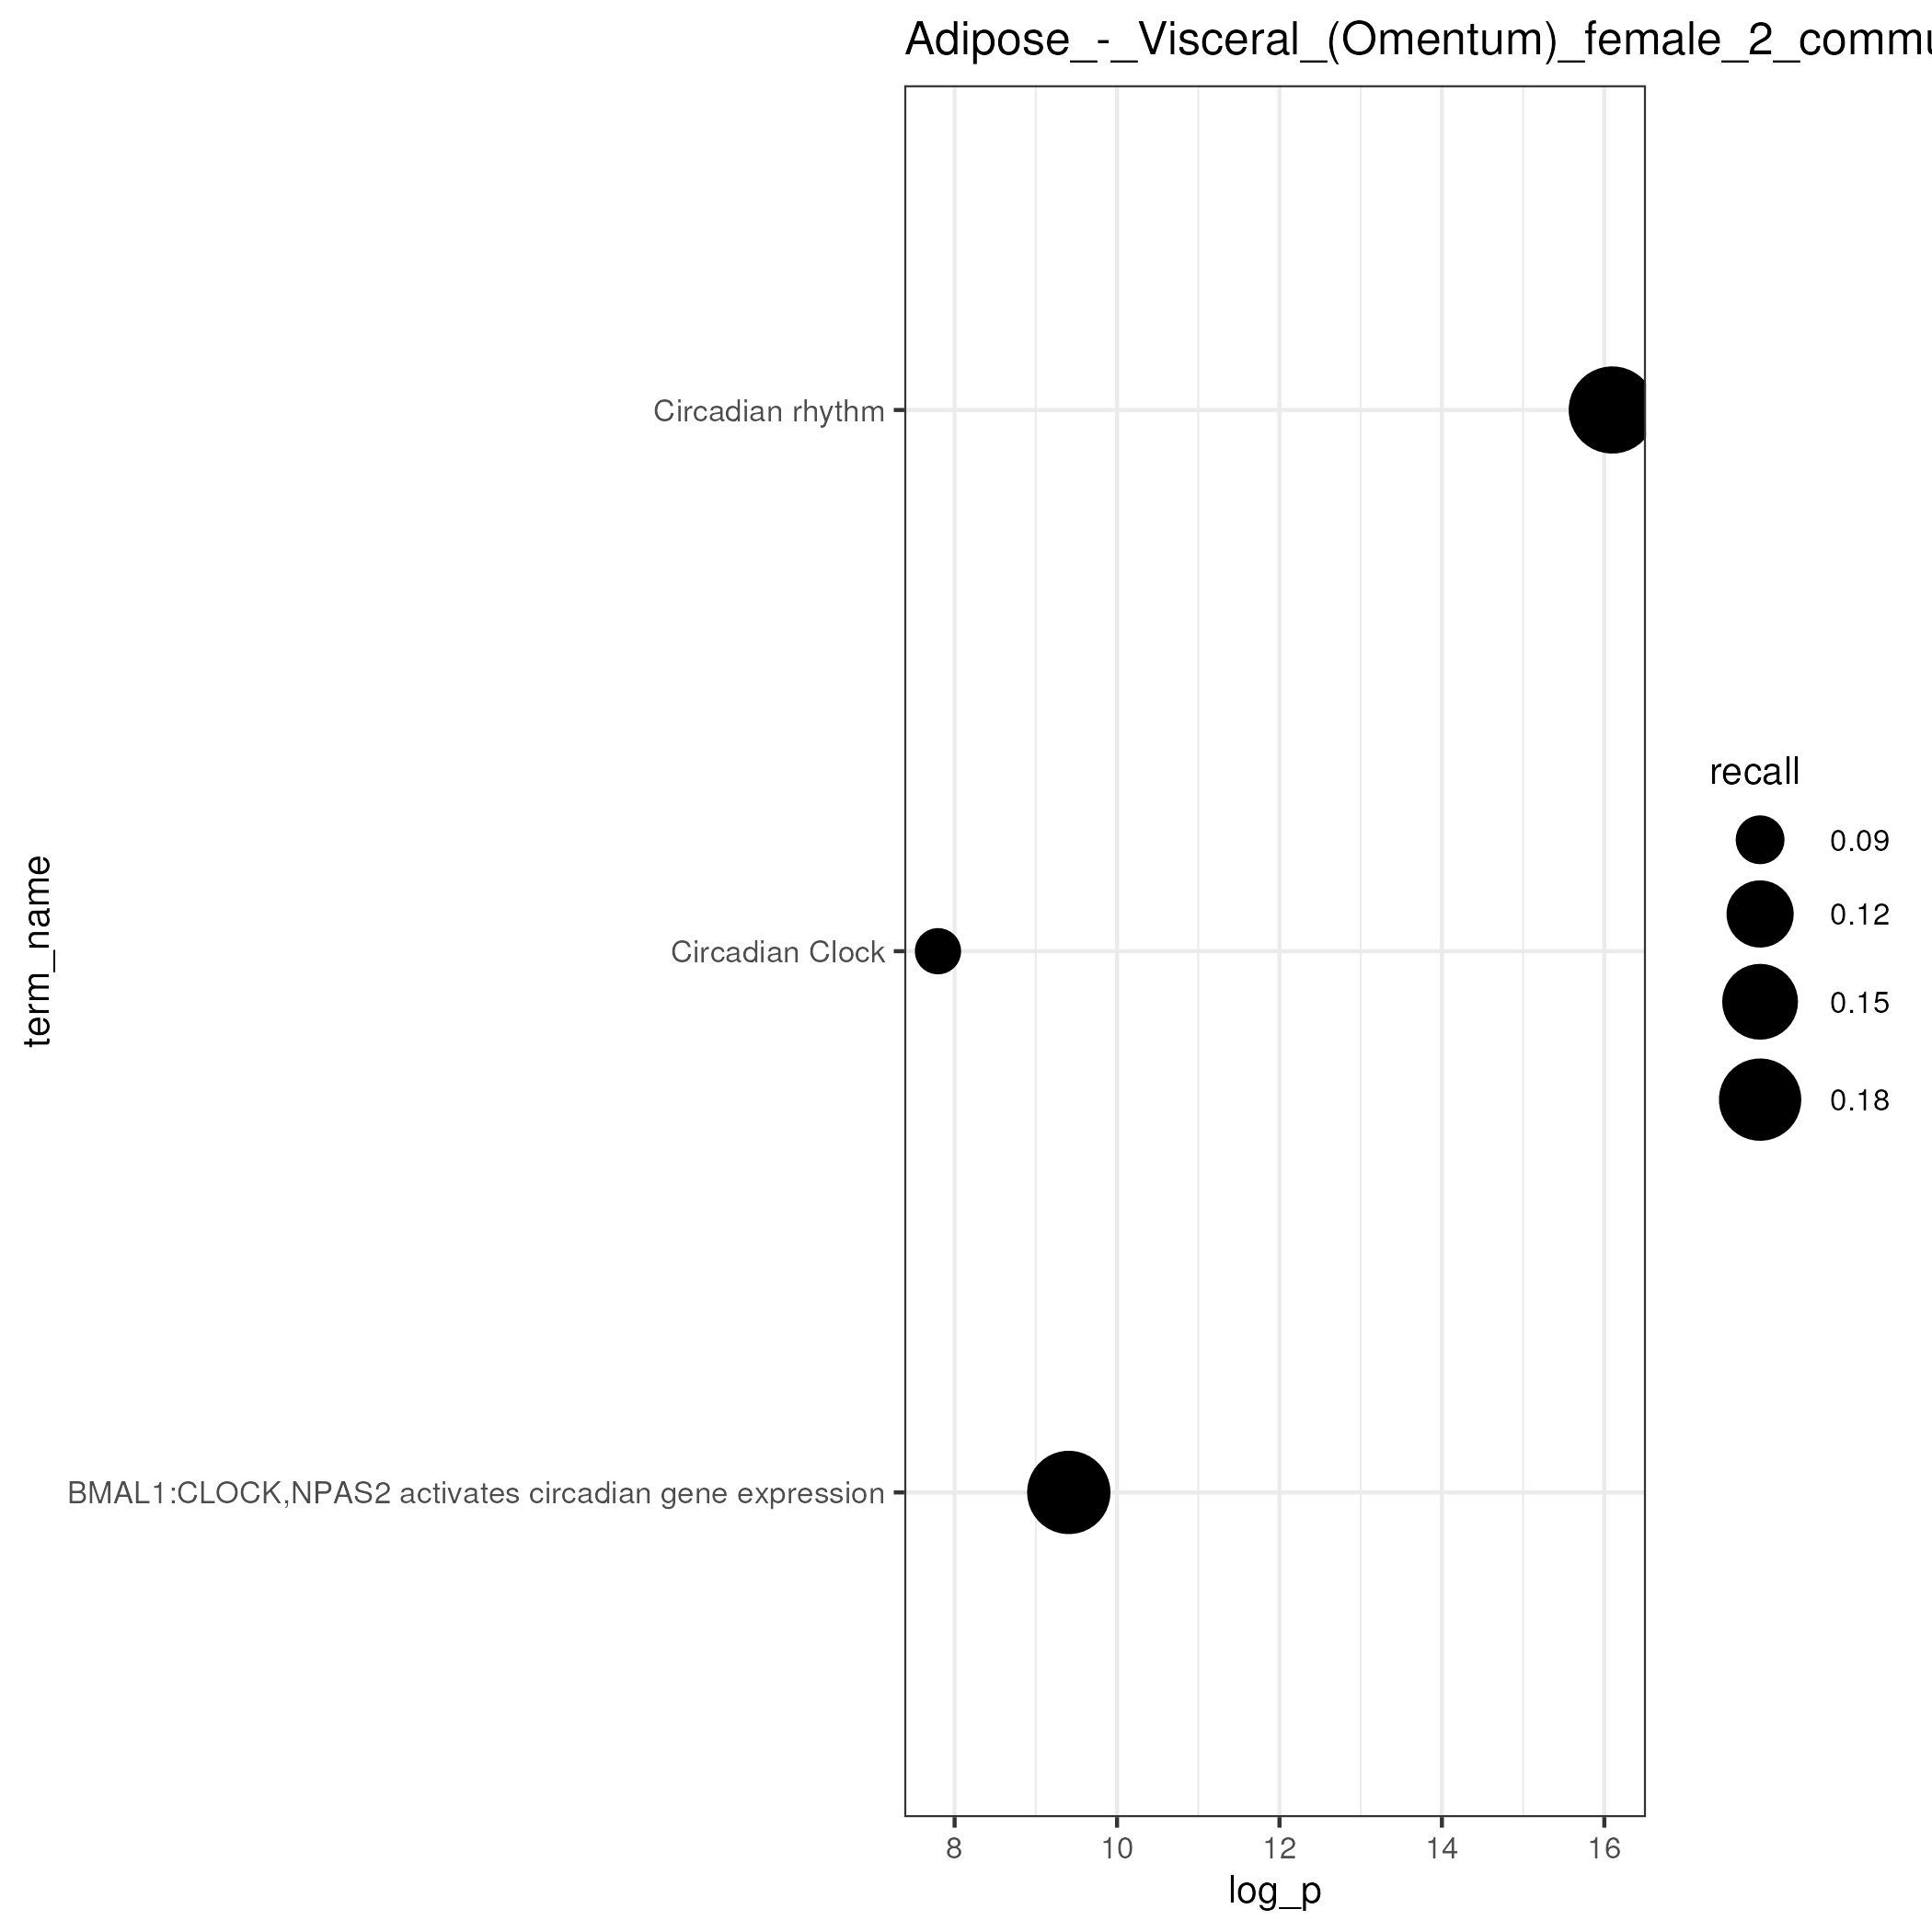 Adipose_-_Visceral_(Omentum)_female_2_commu
Circadian rhythm
Circadian Clock
BMAL1:CLOCK,NPAS2 activates circadian gene expression
term_name
8 10 12 14 16
log_p
recall
0.09
0.12
0.15
0.18